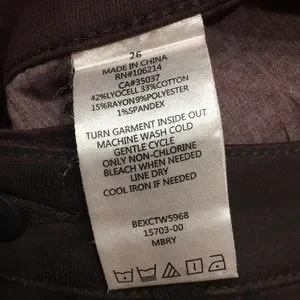 26
MADE IN CHINA
RN#106214
CA#35037
42%LYOCELL 33%COTTON
15%RAYON9%POLYESTER
1%SPANDEX
TURN GARMENT INSIDE OUT
MACHINE WASH COLD
GENTLE CYCLE
ONLY NON-CHLORINE
BLEACH WHEN NEEDED
LINE DRY
COOL IRON IF NEEDED
BEXCTW5968
15703-00
MBRY